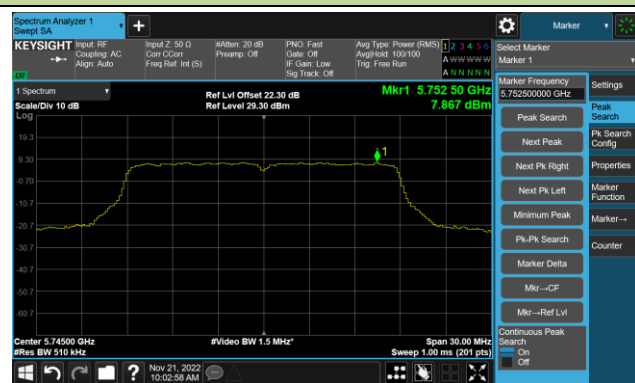 Spectrum Analyzer 1
Swept SA
+
Marker
KEYSIGHT
Input: RF
Coupling: AC
Align: Auto
Input Z: 50 Ω
Corr CCorr
Freq Ref: Int (S)
#Atten: 20 dB
Preamp: Off
PNO: Fast
Gate: Off
IF Gain: Low
Sig Track: Off
Avg Type: Power (RMS)
Avg|Hold: 100/100
Trig: Free Run
1 2 3 4 5 6
A W W W W W
A N N N N N
Select Marker
Marker 1
LW
1 Spectrum
Scale/Div 10 dB
Log
Ref Lvl Offset 22.30 dB
Ref Level 29.30 dBm
Mkr1 5.752 50 GHz
7.867 dBm
19.3
9.30
-0.70
-10.7
-20.7
-30.7
-40.7
-50.7
-60.7
1
Center 5.74500 GHz
#Res BW 510 kHz
#Video BW 1.5 MHz*
Span 30.00 MHz
Sweep 1.00 ms (201 pts)
Marker Frequency
5.752500000 GHz
Peak Search
Next Peak
Next Pk Right
Next Pk Left
Minimum Peak
Pk-Pk Search
Marker Delta
Mkr→CF
Mkr→Ref Lvl
Continuous Peak
Search
On
Off
Settings
Peak
Search
Pk Search
Config
Properties
Marker
Function
Marker→
Counter
?
Nov 21, 2022
10:02:58 AM